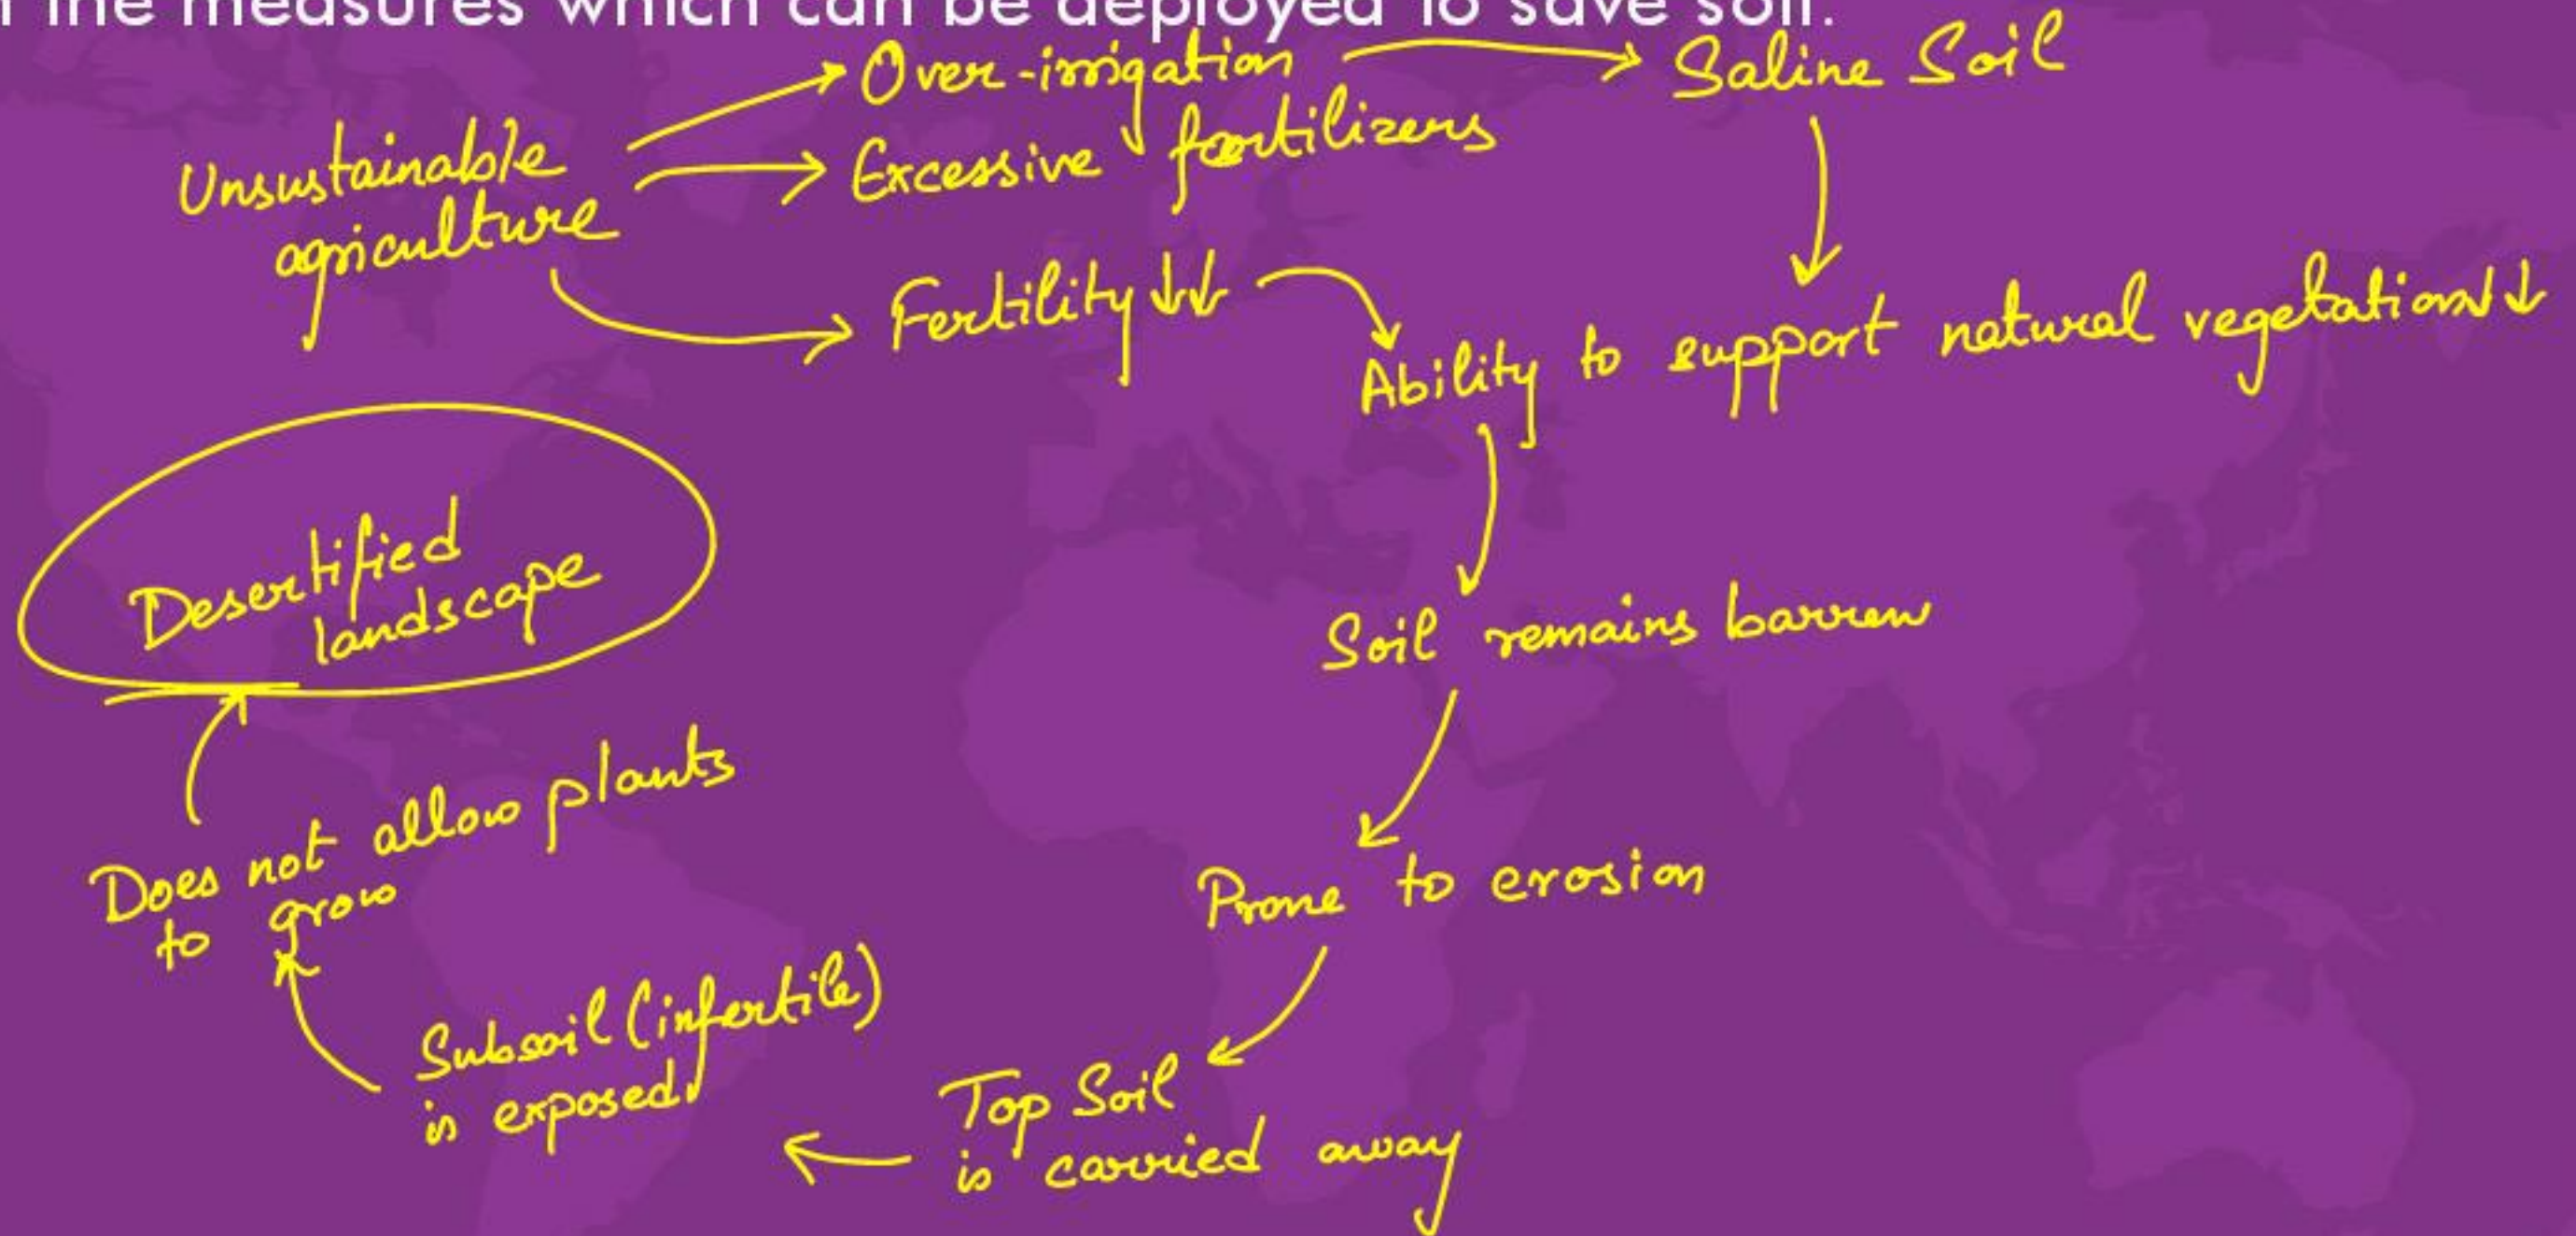 the measures which can be deployed to save soil.
Over-irrigation → Saline Soil
Unsustainable
agriculture
Excessive fertilizers
Fertility ↓↓
Ability to support natural vegetation ↓↓
Soil remains barren
Prone to erosion
Top Soil
is carried away
Subsoil (infertile)
is exposed
Does not allow plants
to grow
Desertified
landscape